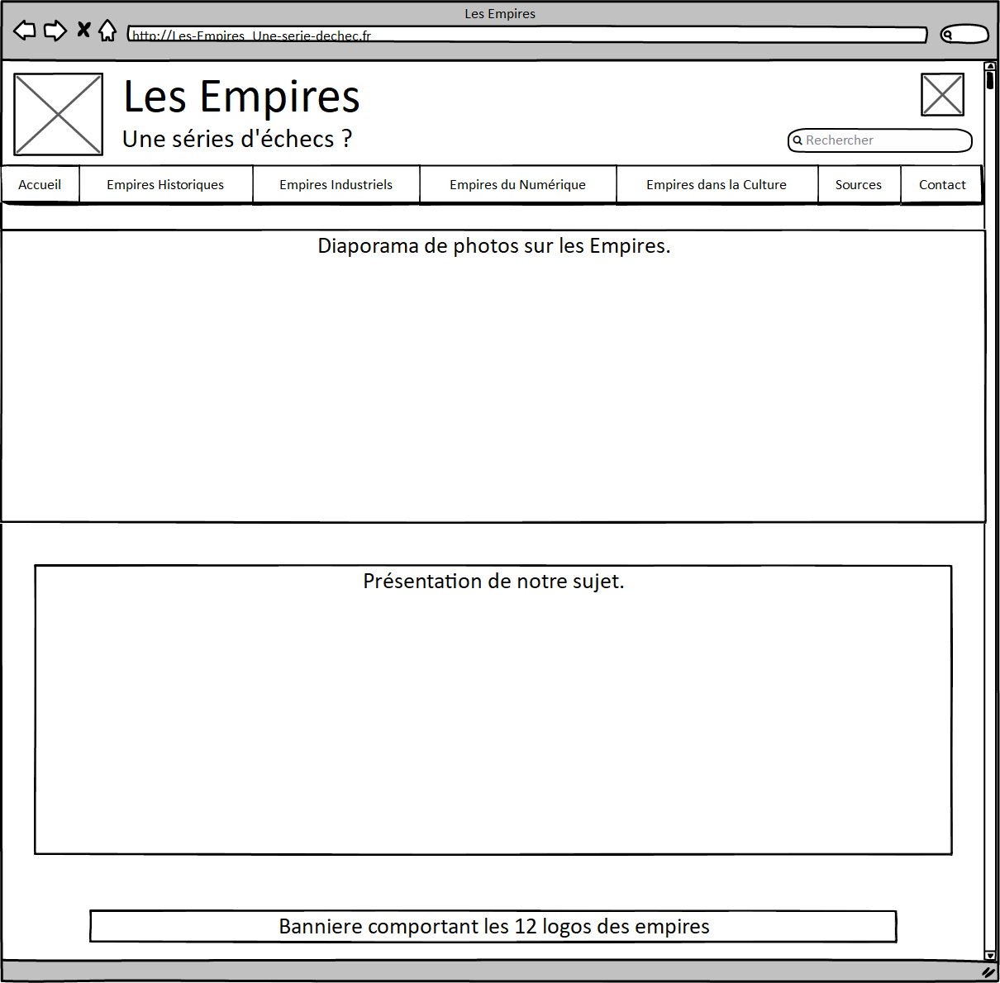 Les Empires
http://Les-Empires_Une-serie-dechec.fr
Les Empires
Une séries d'échecs ?
Rechercher
Accueil
Empires Historiques
Empires Industriels
Empires du Numérique
Empires dans la Culture
Sources
Contact
Diaporama de photos sur les Empires.
Présentation de notre sujet.
Banniere comportant les 12 logos des empires